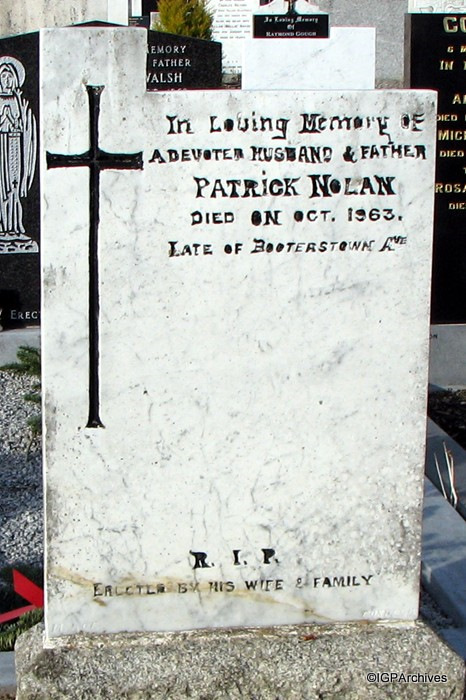 In Loving Memory
Of
RAYMOND GOUGH
MEMORY
FATHER
WALSH
In Loving Memory Of
A DEVOTED HUSBAND & FATHER
PATRICK NOLAN
DIED ON OCT. 1963.
LATE OF BOOTERSTOWN AVE
R. I. P.
ERECTED BY HIS WIFE & FAMILY
©IGPArchives